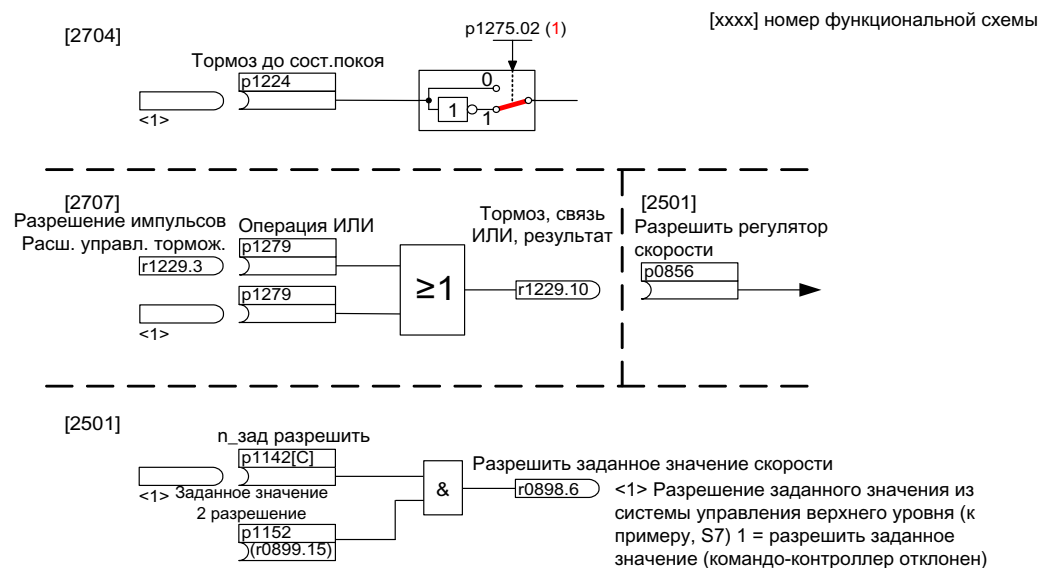 [xxxx] номер функциональной схемы
[2704]
p1275.02 (1)
Тормоз до сост.покоя
p1224
<1>
0
1
1
[2707]
Разрешение импульсов
Расш. управл. тормож.
r1229.3
Операция ИЛИ
p1279
p1279
<1>
≥1
Тормоз, связь
ИЛИ, результат
r1229.10
[2501]
Разрешить регулятор
скорости
p0856
[2501]
n_зад разрешить
p1142[C]
<1>
Заданное значение
2 разрешение
p1152
(r0899.15)
&
Разрешить заданное значение скорости
r0898.6
<1> Разрешение заданного значения из
системы управления верхнего уровня (к
примеру, S7) 1 = разрешить заданное
значение (командо-контроллер отклонен)